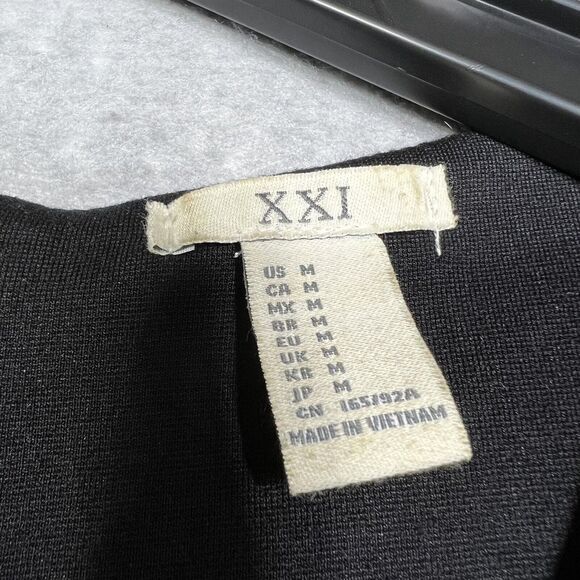 XXI
US M
CA M
MX M
BR M
EU M
UK M
KR M
JP M
CN 165/92A
MADE IN VIETNAM